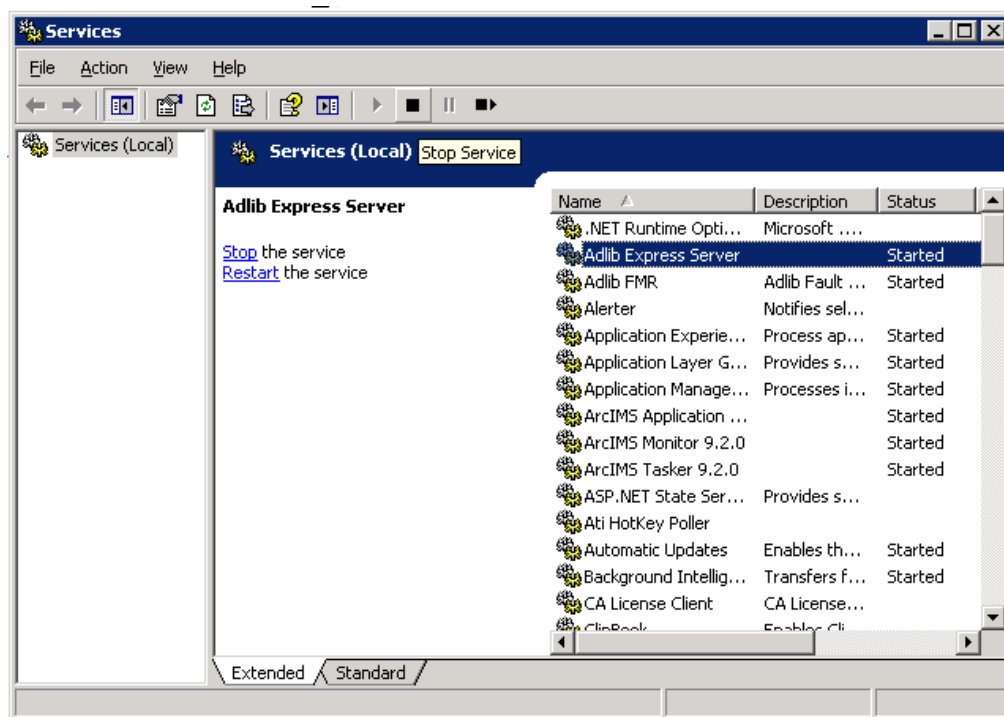 Services
File Action View Help
Services (Local)
Services (Local) Stop Service
Adlib Express Server
Stop the service
Restart the service
Name Description Status
.NET Runtime Opti... Microsoft ....
Adlib Express Server Started
Adlib FMR Adlib Fault ... Started
Alerter Notifies sel...
Application Experie... Process ap... Started
Application Layer G... Provides s... Started
Application Manage... Processes i... Started
ArcIMS Application ... Started
ArcIMS Monitor 9.2.0 Started
ArcIMS Tasker 9.2.0 Started
ASP.NET State Ser... Provides s...
Ati HotKey Poller
Automatic Updates Enables th... Started
Background Intellig... Transfers f... Started
CA License Client CA License...
ClipBook Enables Cli...
Extended Standard